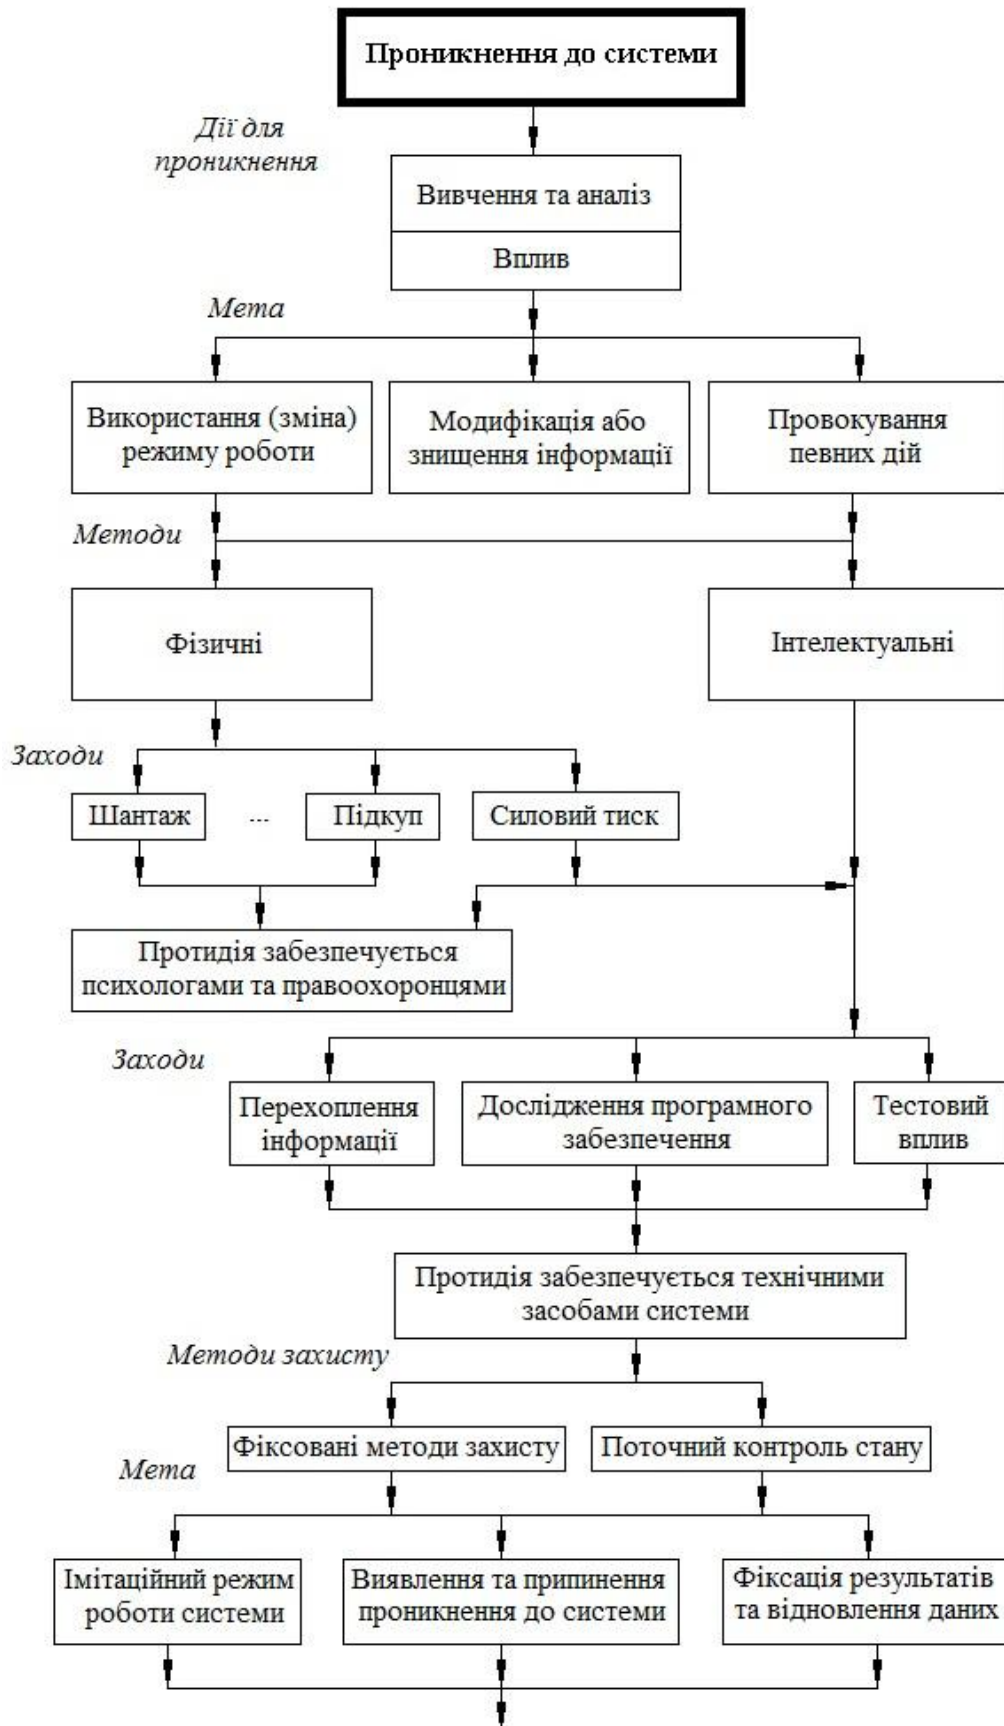 Проникнення до системи
Дії для
проникнення
Вивчення та аналіз
Вплив
Мета
Використання (зміна)
режиму роботи
Модифікація або
знищення інформації
Провокування
певних дій
Методи
Фізичні
Інтелектуальні
Заходи
Шантаж
...
Підкуп
Силовий тиск
Протидія забезпечується
психологами та правоохоронцями
Заходи
Перехоплення
інформації
Дослідження програмного
забезпечення
Тестовий
вплив
Протидія забезпечується технічними
засобами системи
Методи захисту
Фіксовані методи захисту
Поточний контроль стану
Мета
Імітаційний режим
роботи системи
Виявлення та припинення
проникнення до системи
Фіксація результатів
та відновлення даних